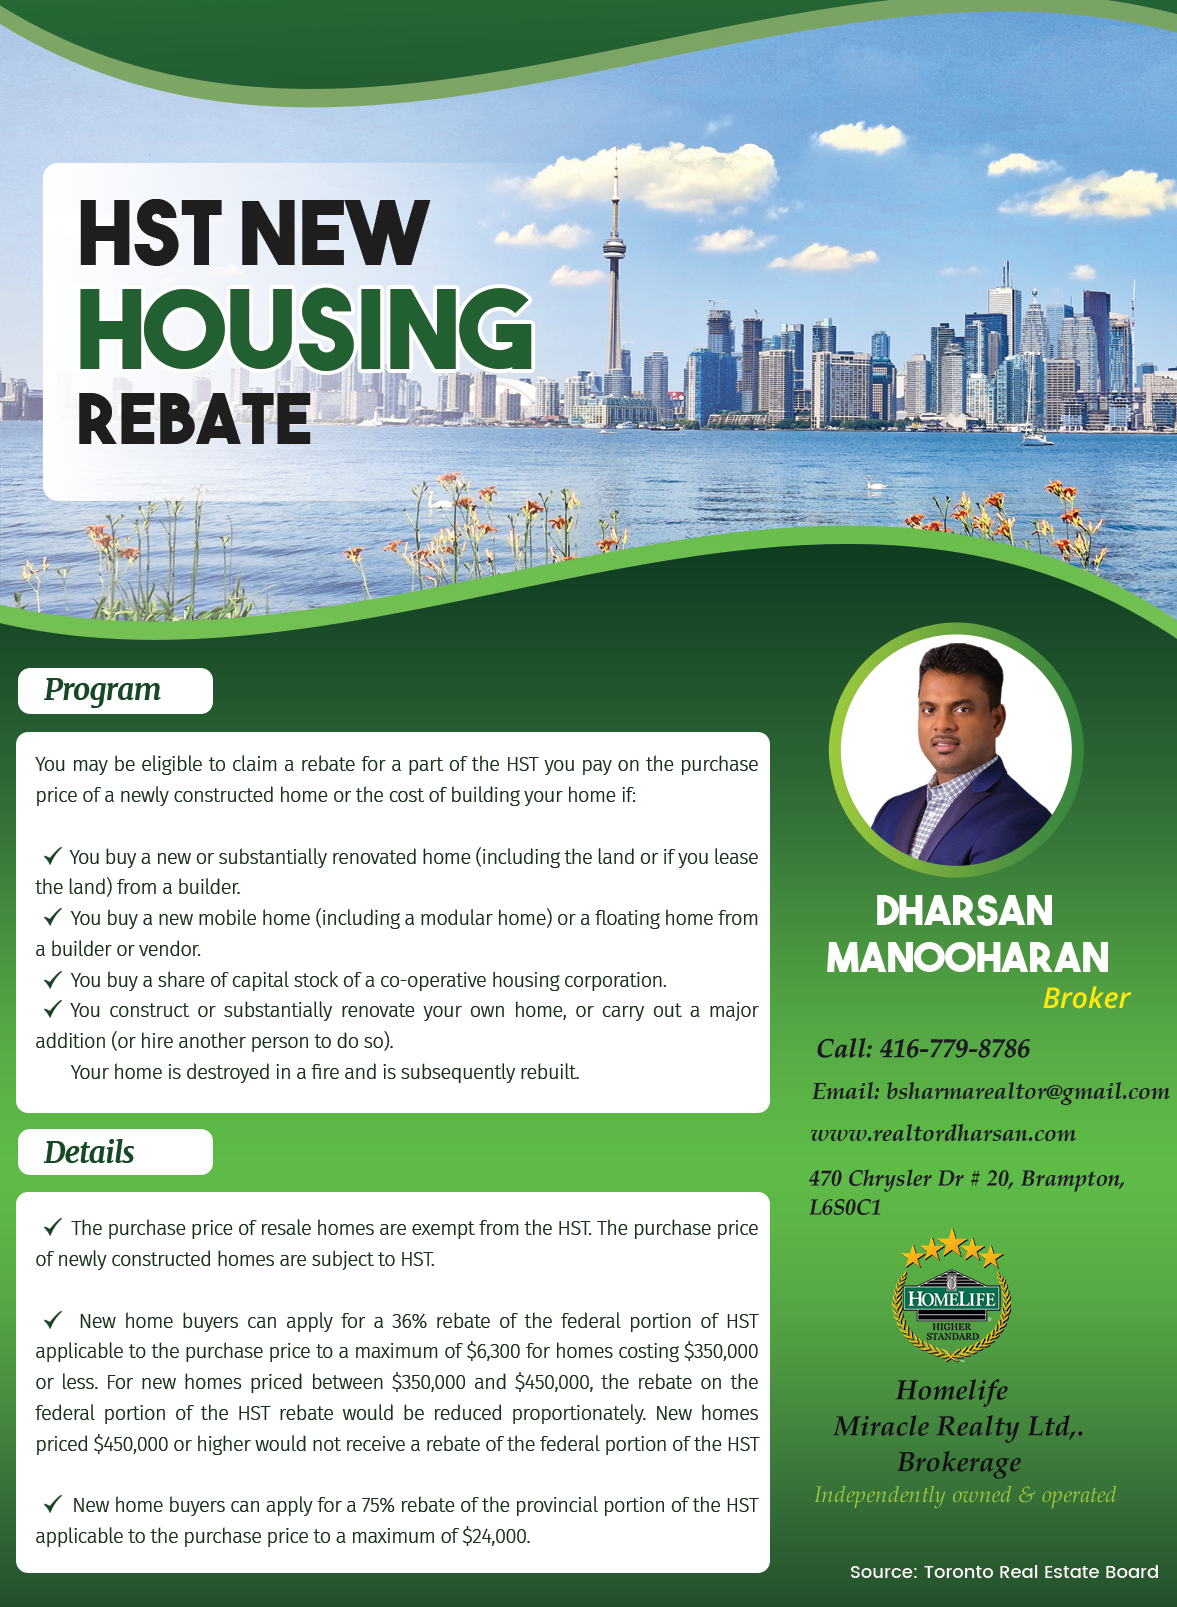 HST NEW
HOUSING
REBATE
Program
You may be eligible to claim a rebate for a part of the HST you pay on the purchase
price of a newly constructed home or the cost of building your home if:
✓ You buy a new or substantially renovated home (including the land or if you lease
the land) from a builder.
✓ You buy a new mobile home (including a modular home) or a floating home from
a builder or vendor.
✓ You buy a share of capital stock of a co-operative housing corporation.
✓ You construct or substantially renovate your own home, or carry out a major
addition (or hire another person to do so).
Your home is destroyed in a fire and is subsequently rebuilt.
Details
✓ The purchase price of resale homes are exempt from the HST. The purchase price
of newly constructed homes are subject to HST.
✓ New home buyers can apply for a 36% rebate of the federal portion of HST
applicable to the purchase price to a maximum of $6,300 for homes costing $350,000
or less. For new homes priced between $350,000 and $450,000, the rebate on the
federal portion of the HST rebate would be reduced proportionately. New homes
priced $450,000 or higher would not receive a rebate of the federal portion of the HST
✓ New home buyers can apply for a 75% rebate of the provincial portion of the HST
applicable to the purchase price to a maximum of $24,000.
DHARSAN
MANOOHARAN
Broker
Call: 416-779-8786
Email: bsharmarealtor@gmail.com
www.realtordharsan.com
470 Chrysler Dr # 20, Brampton,
L6S0C1
HOMELIFE
HIGHER
STANDARD
Homelife
Miracle Realty Ltd,.
Brokerage
Independently owned & operated
Source: Toronto Real Estate Board